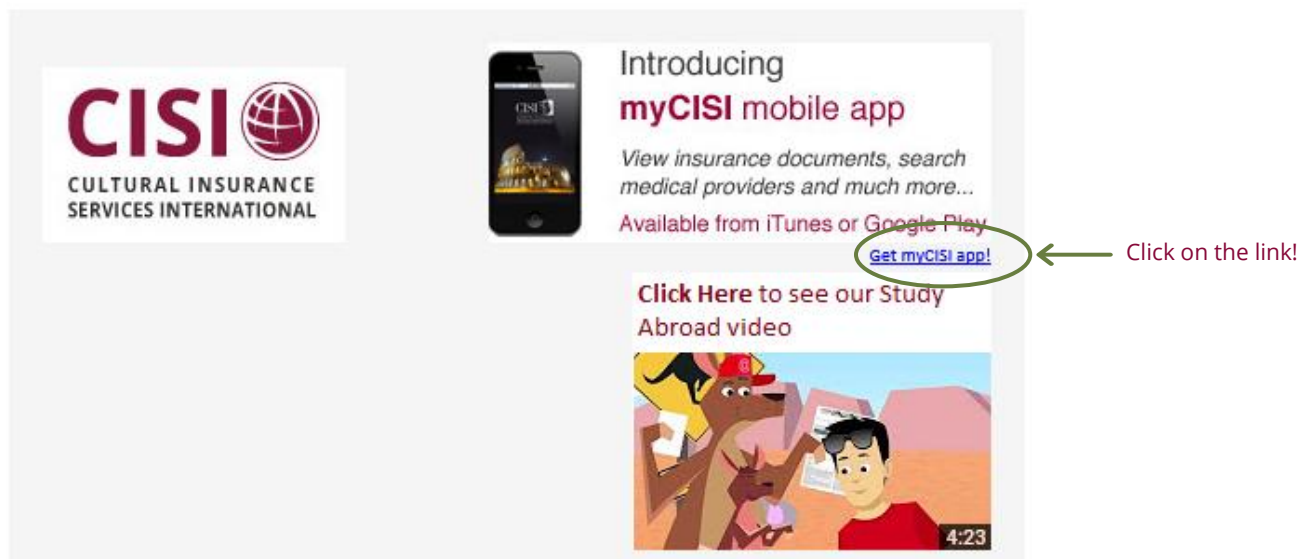 CISI
CULTURAL INSURANCE
SERVICES INTERNATIONAL
CISI
Introducing
myCISI mobile app
View insurance documents, search
medical providers and much more...
Available from iTunes or Google Play
Get myCISI app!
Click on the link!
Click Here to see our Study
Abroad video
4:23